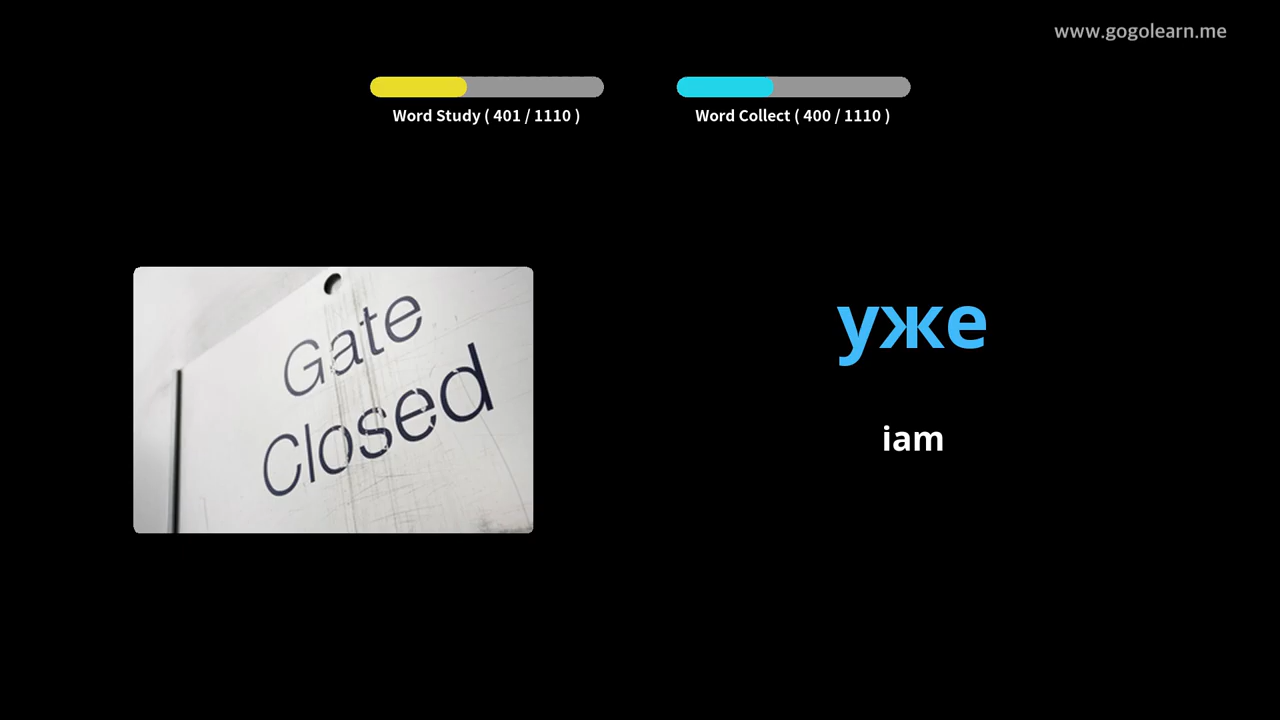 www.gogolearn.me
Word Study ( 401 / 1110 )
Word Collect ( 400 / 1110 )
Gate
Closed
уже
iam